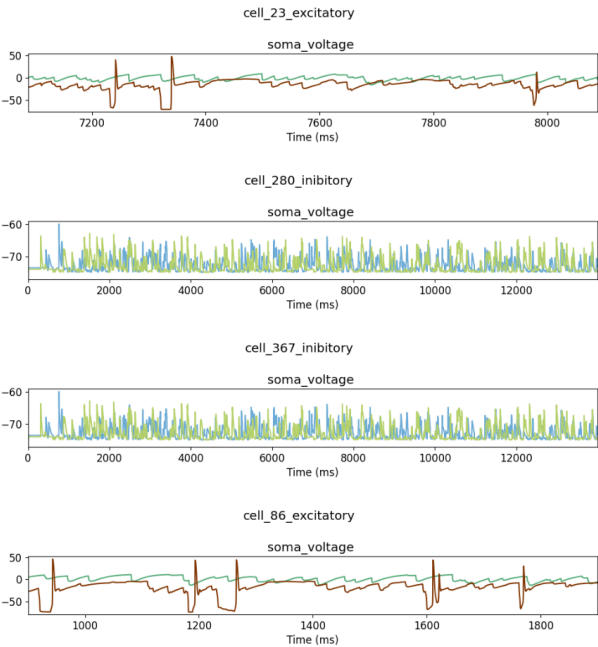 cell_23_excitatory
soma_voltage
50
0
−50
7200 7400 7600 7800 8000
Time (ms)
cell_280_inibitory
soma_voltage
−60
−70
0 2000 4000 6000 8000 10000 12000
Time (ms)
cell_367_inibitory
soma_voltage
−60
−70
0 2000 4000 6000 8000 10000 12000
Time (ms)
cell_86_excitatory
soma_voltage
50
0
−50
1000 1200 1400 1600 1800
Time (ms)